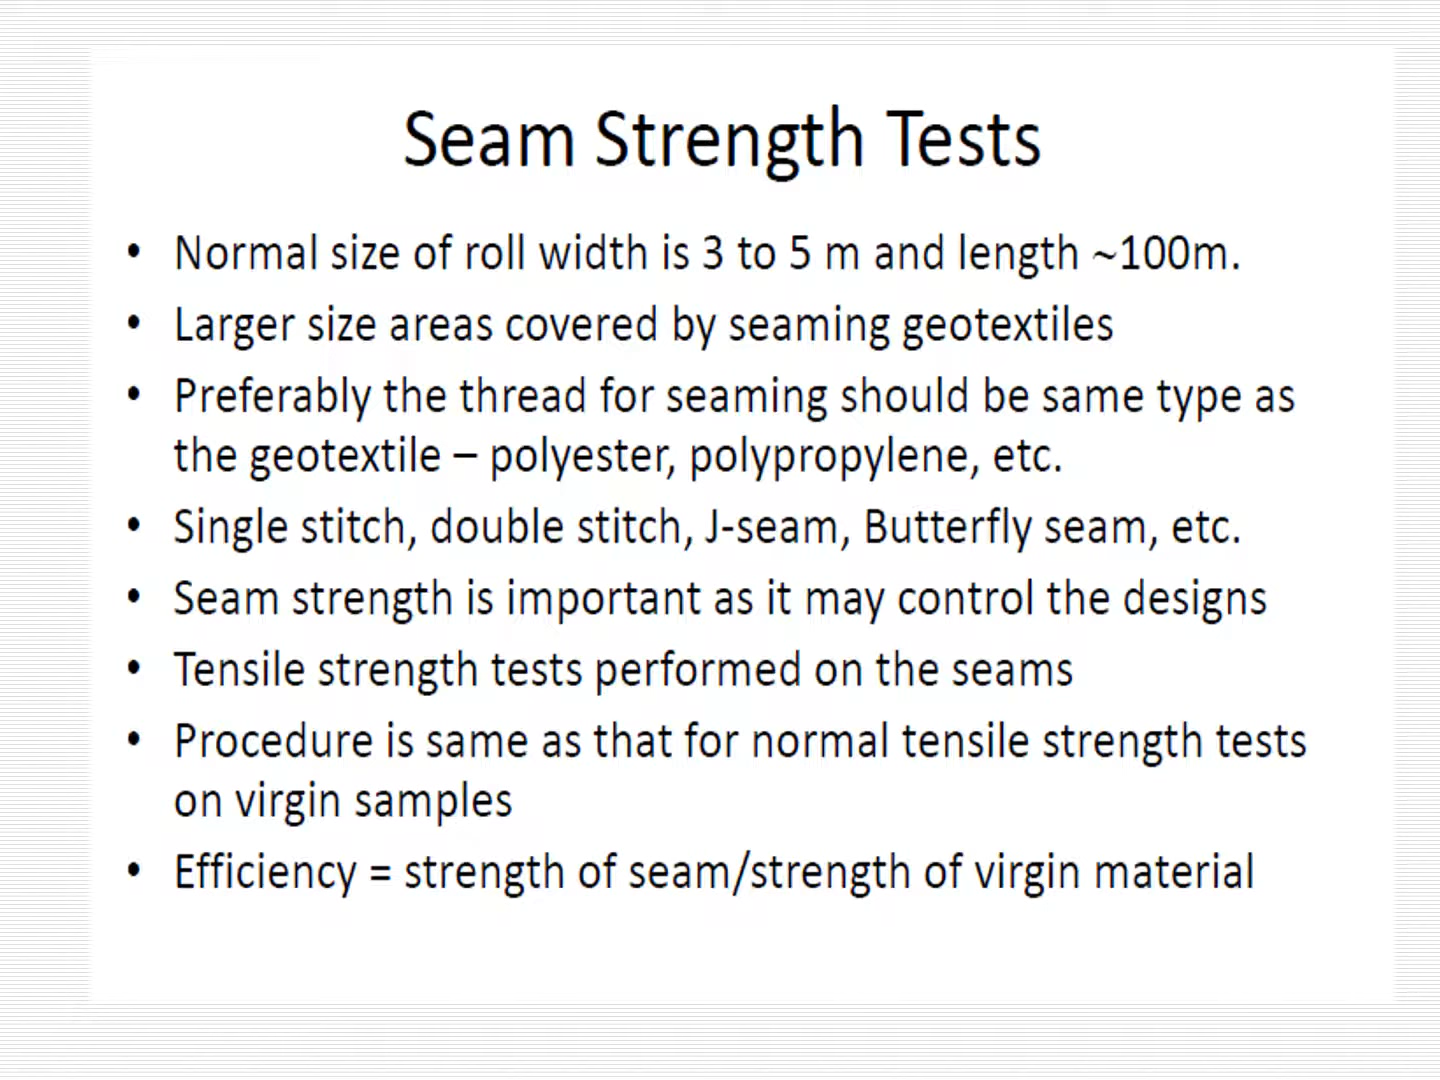 Seam Strength Tests
• Normal size of roll width is 3 to 5 m and length ~100m.
• Larger size areas covered by seaming geotextiles
• Preferably the thread for seaming should be same type as
the geotextile – polyester, polypropylene, etc.
• Single stitch, double stitch, J-seam, Butterfly seam, etc.
• Seam strength is important as it may control the designs
• Tensile strength tests performed on the seams
• Procedure is same as that for normal tensile strength tests
on virgin samples
• Efficiency = strength of seam/strength of virgin material